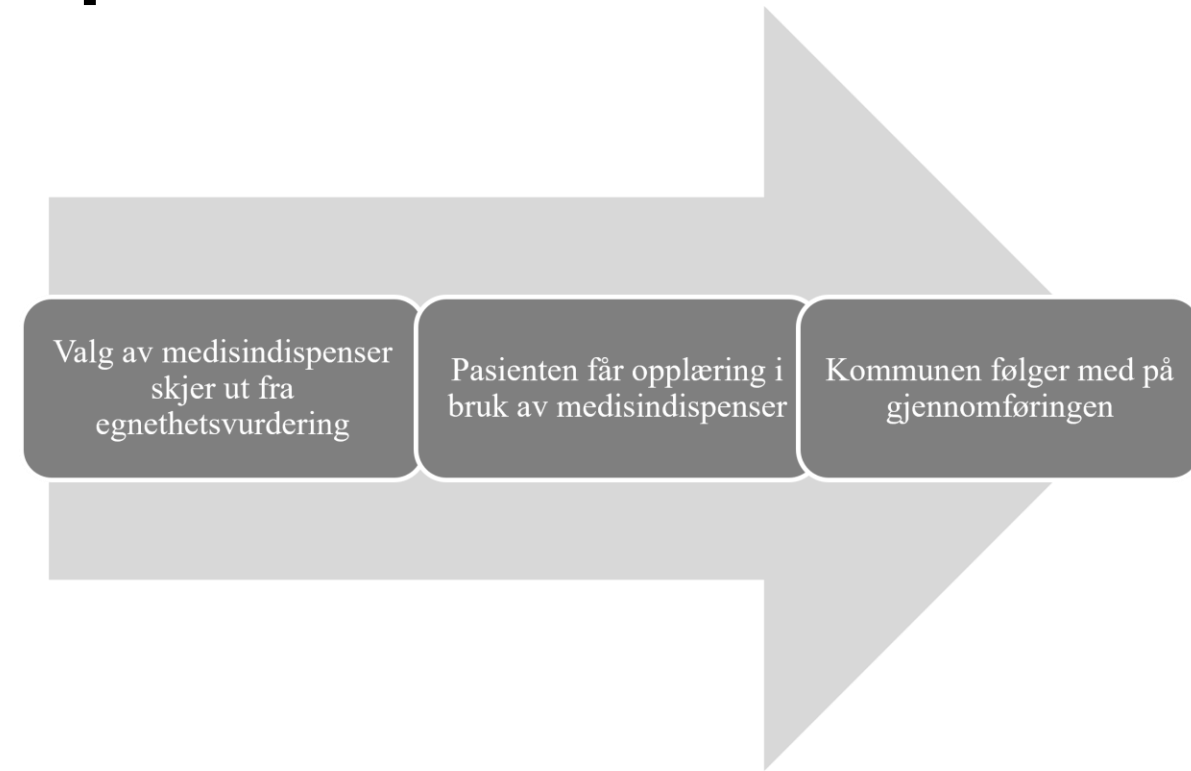 Valg av medisindispenser
skjer ut fra
egnethetsvurdering
Pasienten får opplæring i
bruk av medisindispenser
Kommunen følger med på
gjennomføringen